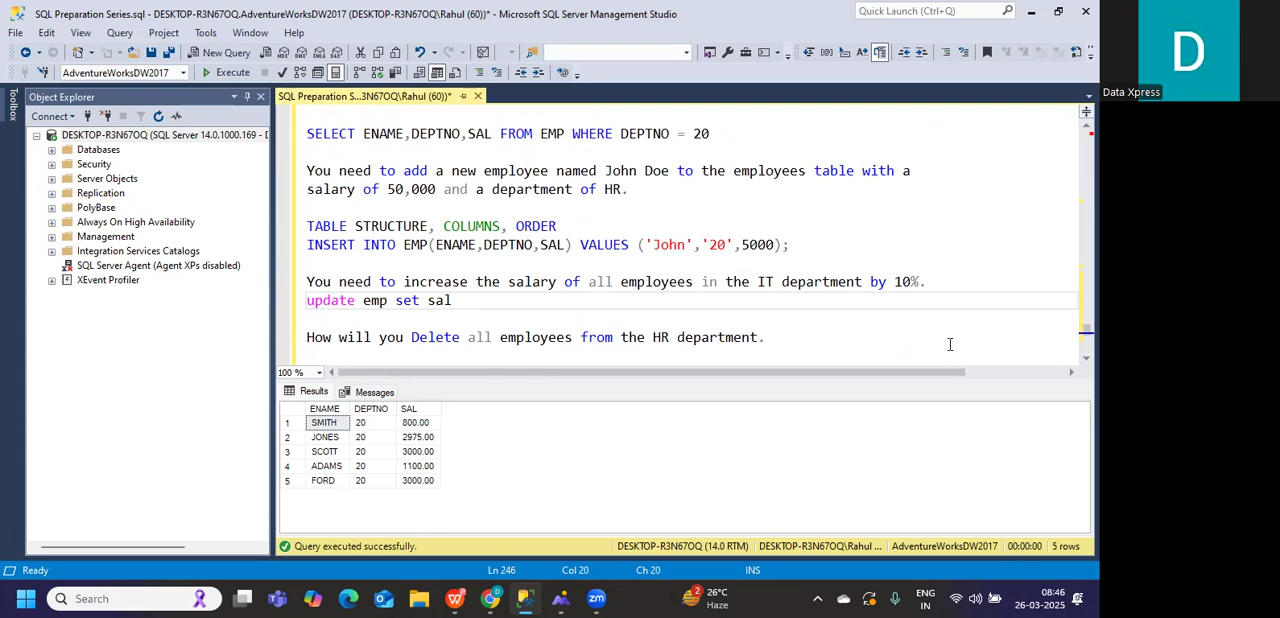 SQL Preparation Series.sql - DESKTOP-R3N67OQ.AdventureWorksDW2017 (DESKTOP-R3N67OQ\Rahul (60))* - Microsoft SQL Server Management Studio
Quick Launch (Ctrl+Q)
File Edit View Query Project Tools Window Help
New Query
AdventureWorksDW2017 Execute
Toolbox
Object Explorer
Connect
DESKTOP-R3N67OQ (SQL Server 14.0.1000.169 - D
Databases
Security
Server Objects
Replication
PolyBase
Always On High Availability
Management
Integration Services Catalogs
SQL Server Agent (Agent XPs disabled)
XEvent Profiler
SQL Preparation S...3N67OQ\Rahul (60))*
SELECT ENAME,DEPTNO,SAL FROM EMP WHERE DEPTNO = 20
You need to add a new employee named John Doe to the employees table with a
salary of 50,000 and a department of HR.
TABLE STRUCTURE, COLUMNS, ORDER
INSERT INTO EMP(ENAME,DEPTNO,SAL) VALUES ('John','20',5000);
You need to increase the salary of all employees in the IT department by 10%.
update emp set sal
How will you Delete all employees from the HR department.
100 %
Results Messages
ENAME DEPTNO SAL
1 SMITH 20 800.00
2 JONES 20 2975.00
3 SCOTT 20 3000.00
4 ADAMS 20 1100.00
5 FORD 20 3000.00
Query executed successfully. DESKTOP-R3N67OQ (14.0 RTM) DESKTOP-R3N67OQ\Rahul ... AdventureWorksDW2017 00:00:00 5 rows
Ready Ln 246 Col 20 Ch 20 INS
D
Data Xpress
Search
2 26°C
Haze
ENG
IN
08:46
26-03-2025